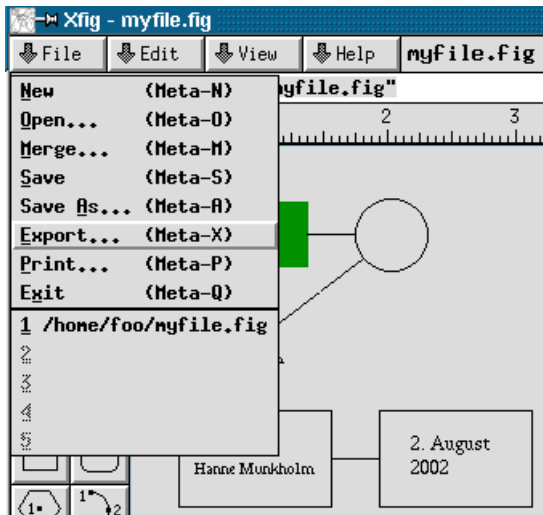 Xfig - myfile.fig
File Edit View Help myfile.fig
yfile.fig"
New (Meta-N)
Open... (Meta-O)
Merge... (Meta-M)
Save (Meta-S)
Save As... (Meta-A)
Export... (Meta-X)
Print... (Meta-P)
Exit (Meta-Q)
1 /home/foo/myfile.fig
2
3
4
5
2 3
Hanne Munkholm
2. August
2002
1 1 2